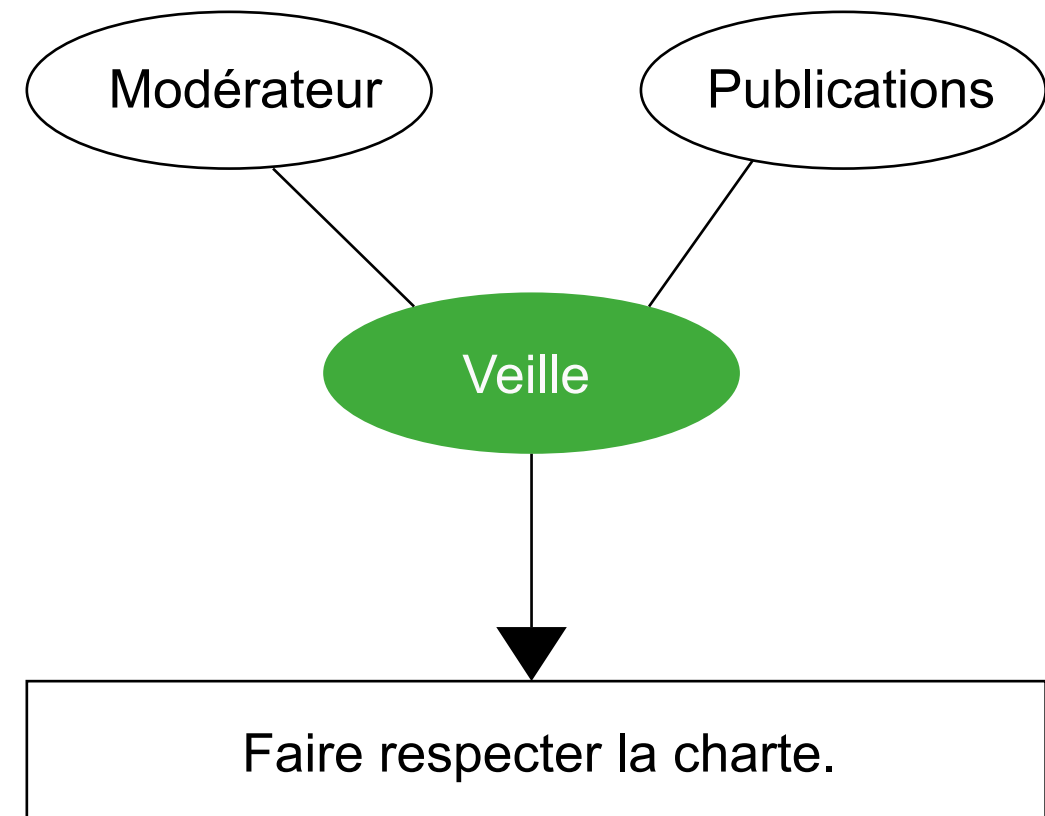 Modérateur
Publications
Veille
Faire respecter la charte.